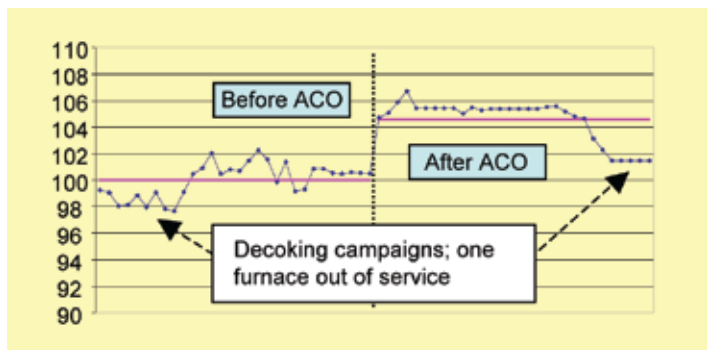 110
108
106
104
102
100
98
96
94
92
90
Before ACO
After ACO
Decoking campaigns; one
furnace out of service